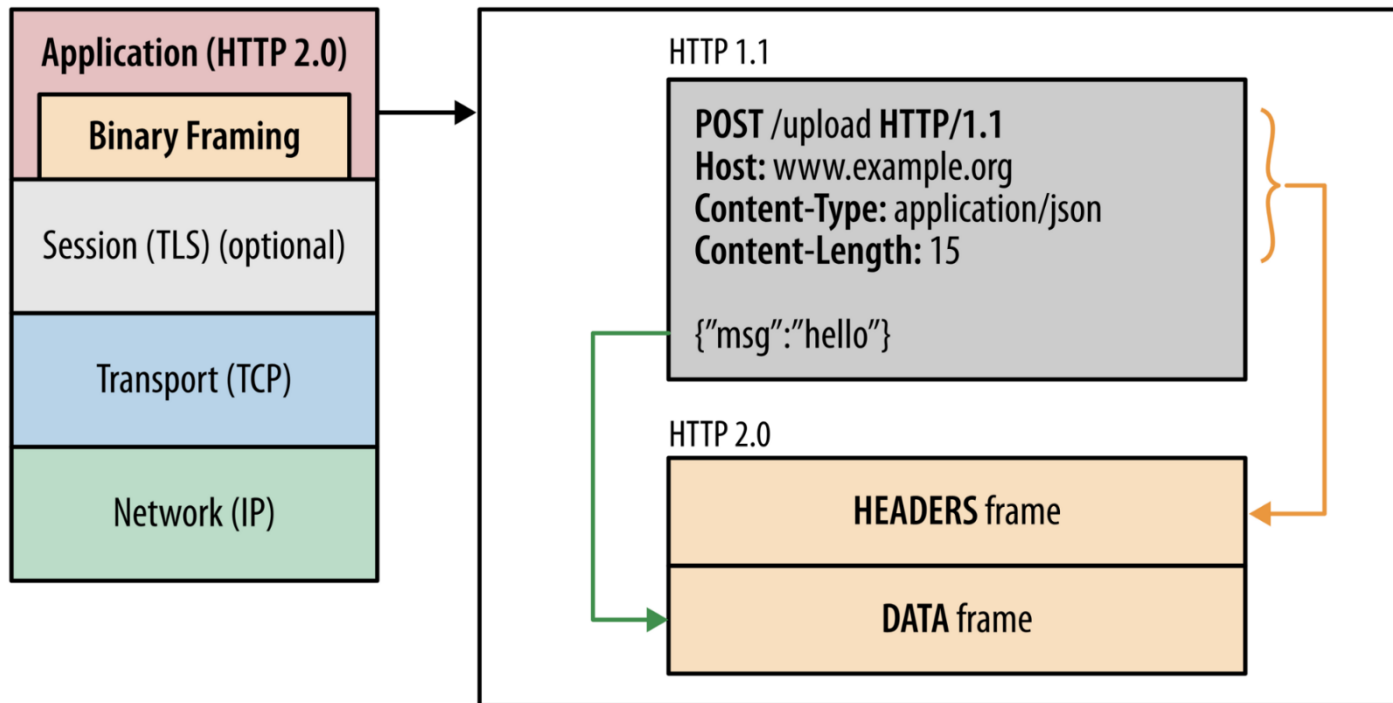 Application (HTTP 2.0)
Binary Framing
Session (TLS) (optional)
Transport (TCP)
Network (IP)
HTTP 1.1
POST /upload HTTP/1.1
Host: www.example.org
Content-Type: application/json
Content-Length: 15
{”msg”:”hello”}
HTTP 2.0
HEADERS frame
DATA frame